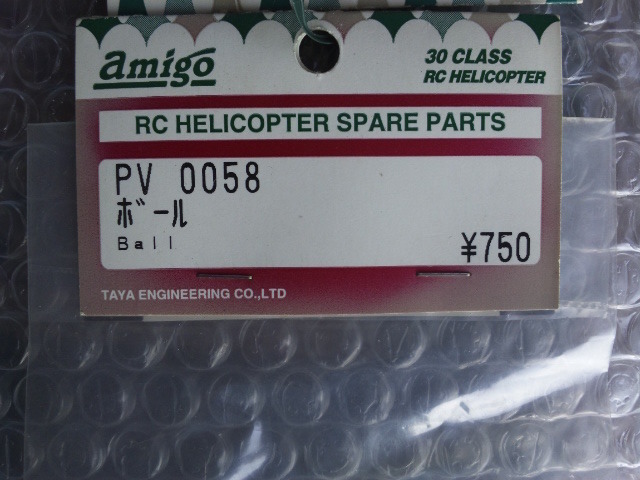 amigo
30 CLASS
RC HELICOPTER
RC HELICOPTER SPARE PARTS
PV 0058
ボール
Ball
¥750
TAYA ENGINEERING CO.,LTD